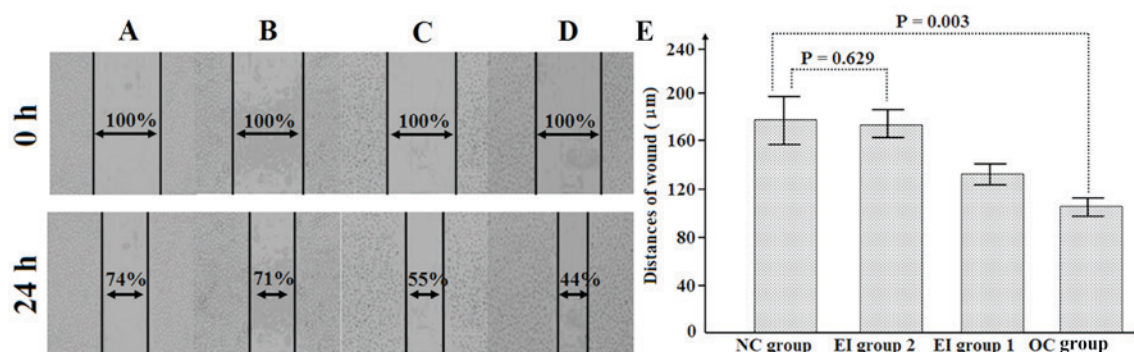 A B C D E
0 h
100% 100% 100% 100%
24 h
74% 71% 55% 44%
P = 0.003
P = 0.629
Distances of wound ( μm)
240
200
160
120
80
40
0
NC group EI group 2 EI group 1 OC group